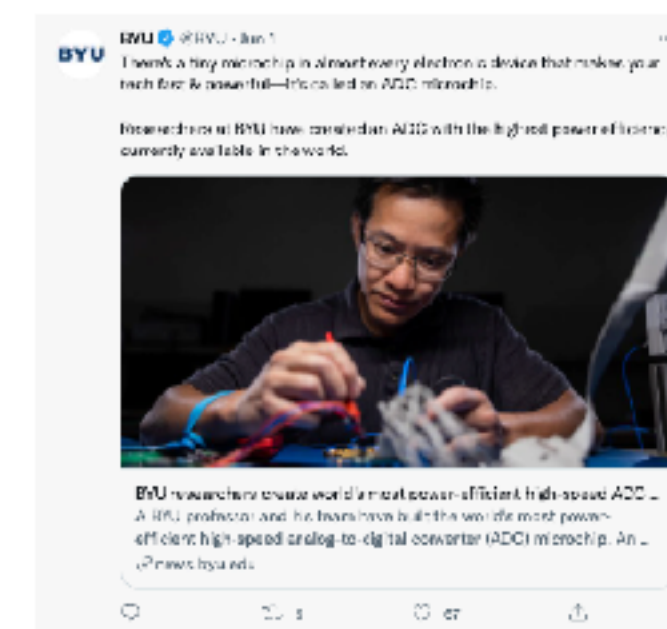 BYU @BYU · Jun 1
BYU
There's a tiny microchip in almost every electronic device that makes your
tech fast & powerful—it's called an ADC microchip.
Researchers at BYU have created an ADC with the highest power efficienc
currently available in the world.
BYU researchers create world's most power-efficient high-speed ADC ...
A BYU professor and his team have built the world's most power-
efficient high-speed analog-to-digital converter (ADC) microchip. An ...
news.byu.edu
67